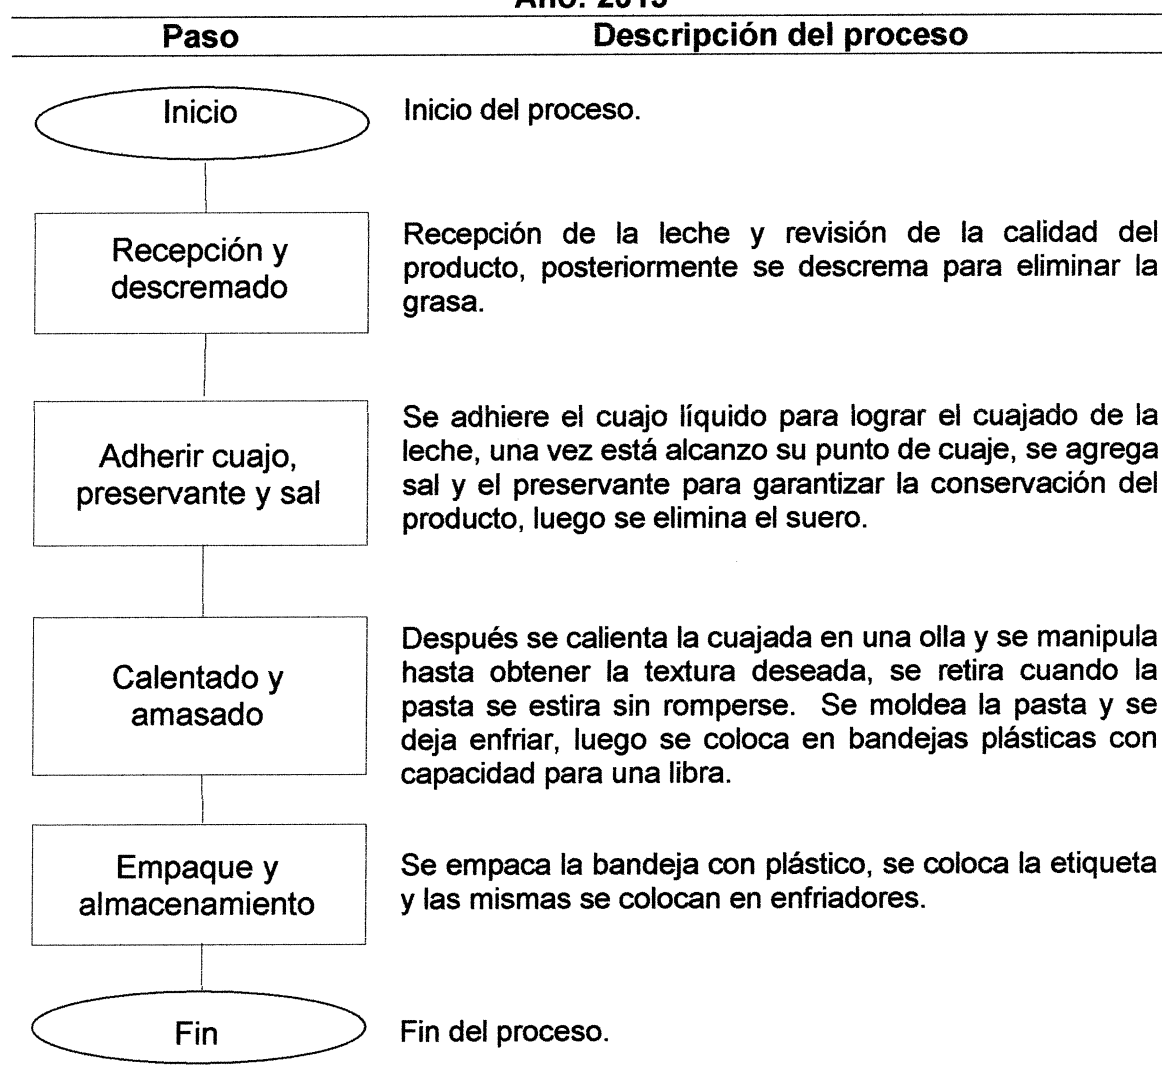 Año: 2015
Paso Descripción del proceso
Inicio
Inicio del proceso.
Recepción y
descremado
Recepción de la leche y revisión de la calidad del
producto, posteriormente se descrema para eliminar la
grasa.
Adherir cuajo,
preservante y sal
Se adhiere el cuajo líquido para lograr el cuajado de la
leche, una vez está alcanzo su punto de cuaje, se agrega
sal y el preservante para garantizar la conservación del
producto, luego se elimina el suero.
Calentado y
amasado
Después se calienta la cuajada en una olla y se manipula
hasta obtener la textura deseada, se retira cuando la
pasta se estira sin romperse. Se moldea la pasta y se
deja enfriar, luego se coloca en bandejas plásticas con
capacidad para una libra.
Empaque y
almacenamiento
Se empaca la bandeja con plástico, se coloca la etiqueta
y las mismas se colocan en enfriadores.
Fin
Fin del proceso.